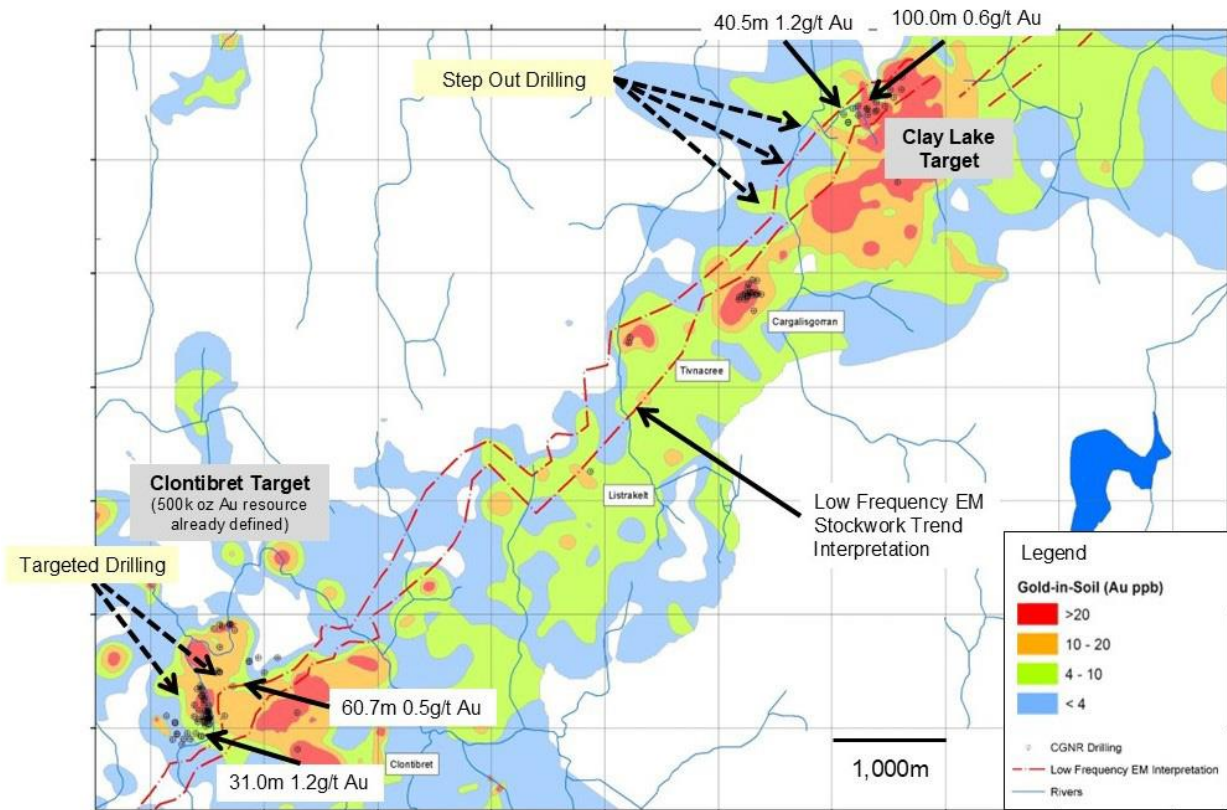 40.5m 1.2g/t Au
100.0m 0.6g/t Au
Step Out Drilling
Clay Lake
Target
Cargalisgorran
Tivnacree
Clontibret Target
(500k oz Au resource
already defined)
Listrakelt
Low Frequency EM
Stockwork Trend
Interpretation
Targeted Drilling
60.7m 0.5g/t Au
Clontibret
31.0m 1.2g/t Au
1,000m
Legend
Gold-in-Soil (Au ppb)
>20
10 - 20
4 - 10
< 4
CGNR Drilling
Low Frequency EM Interpretation
Rivers